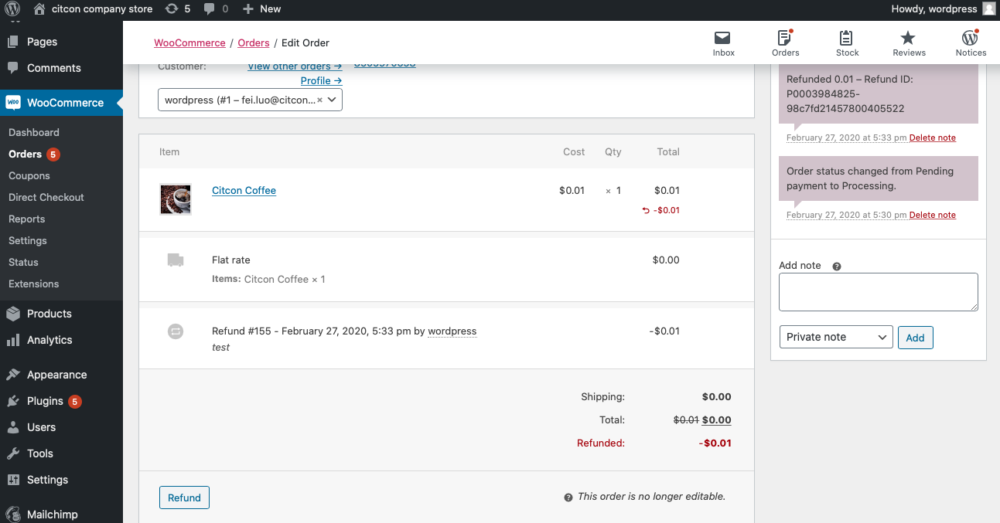 citcon company store 5 0 New Howdy, wordpress
Pages
Comments
WooCommerce
Dashboard
Orders 5
Coupons
Direct Checkout
Reports
Settings
Status
Extensions
Products
Analytics
Appearance
Plugins 5
Users
Tools
Settings
Mailchimp
WooCommerce / Orders / Edit Order
Inbox
Orders
Stock
Reviews
Notices
Customer: View other orders →
Profile →
wordpress (#1 – fei.luo@citcon... ×
Item Cost Qty Total
Citcon Coffee $0.01 × 1 $0.01
-$0.01
Flat rate $0.00
Items: Citcon Coffee × 1
Refund #155 - February 27, 2020, 5:33 pm by wordpress -$0.01
test
Shipping: $0.00
Total: $0.01 $0.00
Refunded: -$0.01
Refund
This order is no longer editable.
Refunded 0.01 – Refund ID:
P0003984825-
98c7fd21457800405522
February 27, 2020 at 5:33 pm Delete note
Order status changed from Pending
payment to Processing.
February 27, 2020 at 5:30 pm Delete note
Add note
Private note
Add